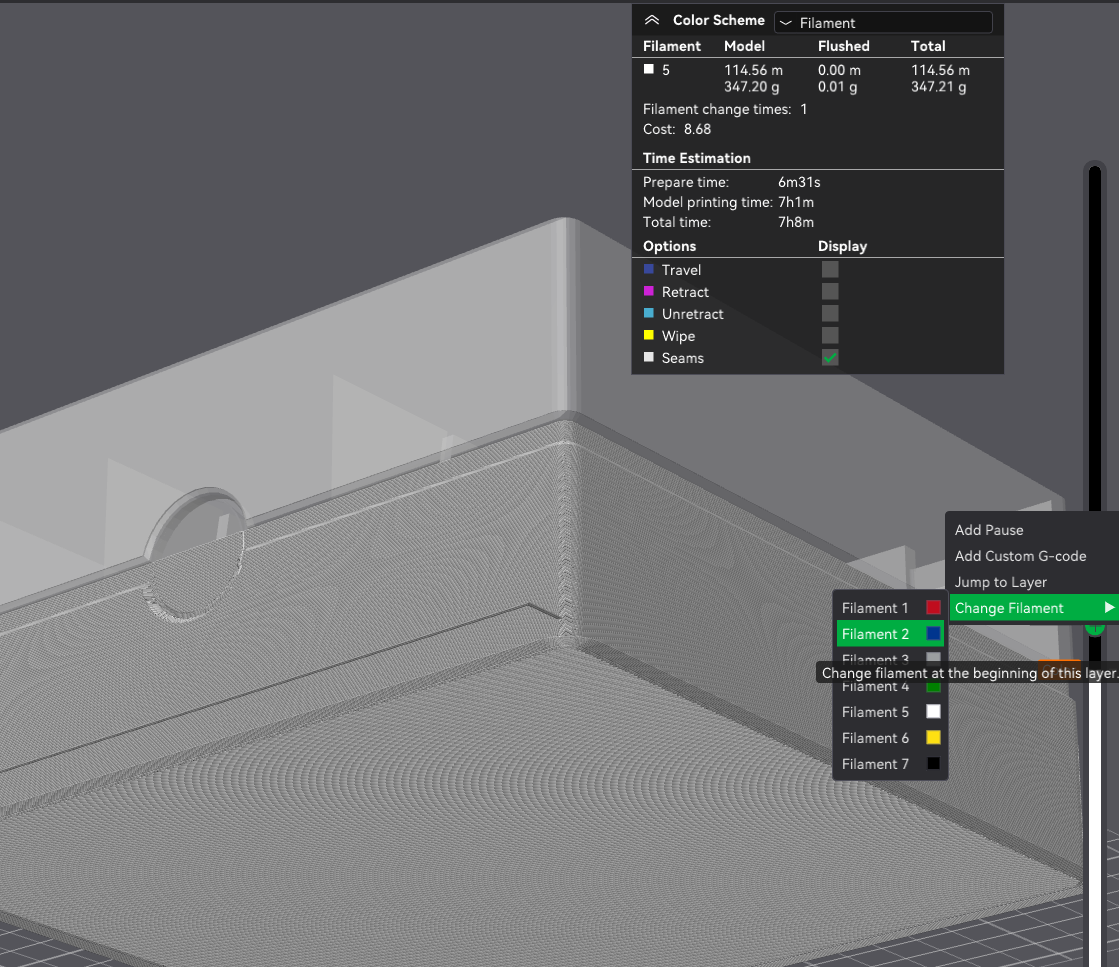 Color Scheme Filament
Filament Model Flushed Total
5 114.56 m 0.00 m 114.56 m
347.20 g 0.01 g 347.21 g
Filament change times: 1
Cost: 8.68
Time Estimation
Prepare time: 6m31s
Model printing time: 7h1m
Total time: 7h8m
Options Display
Travel
Retract
Unretract
Wipe
Seams
Add Pause
Add Custom G-code
Jump to Layer
Change Filament
Filament 1
Filament 2
Filament 3
Change filament at the beginning of this layer.
Filament 4
Filament 5
Filament 6
Filament 7